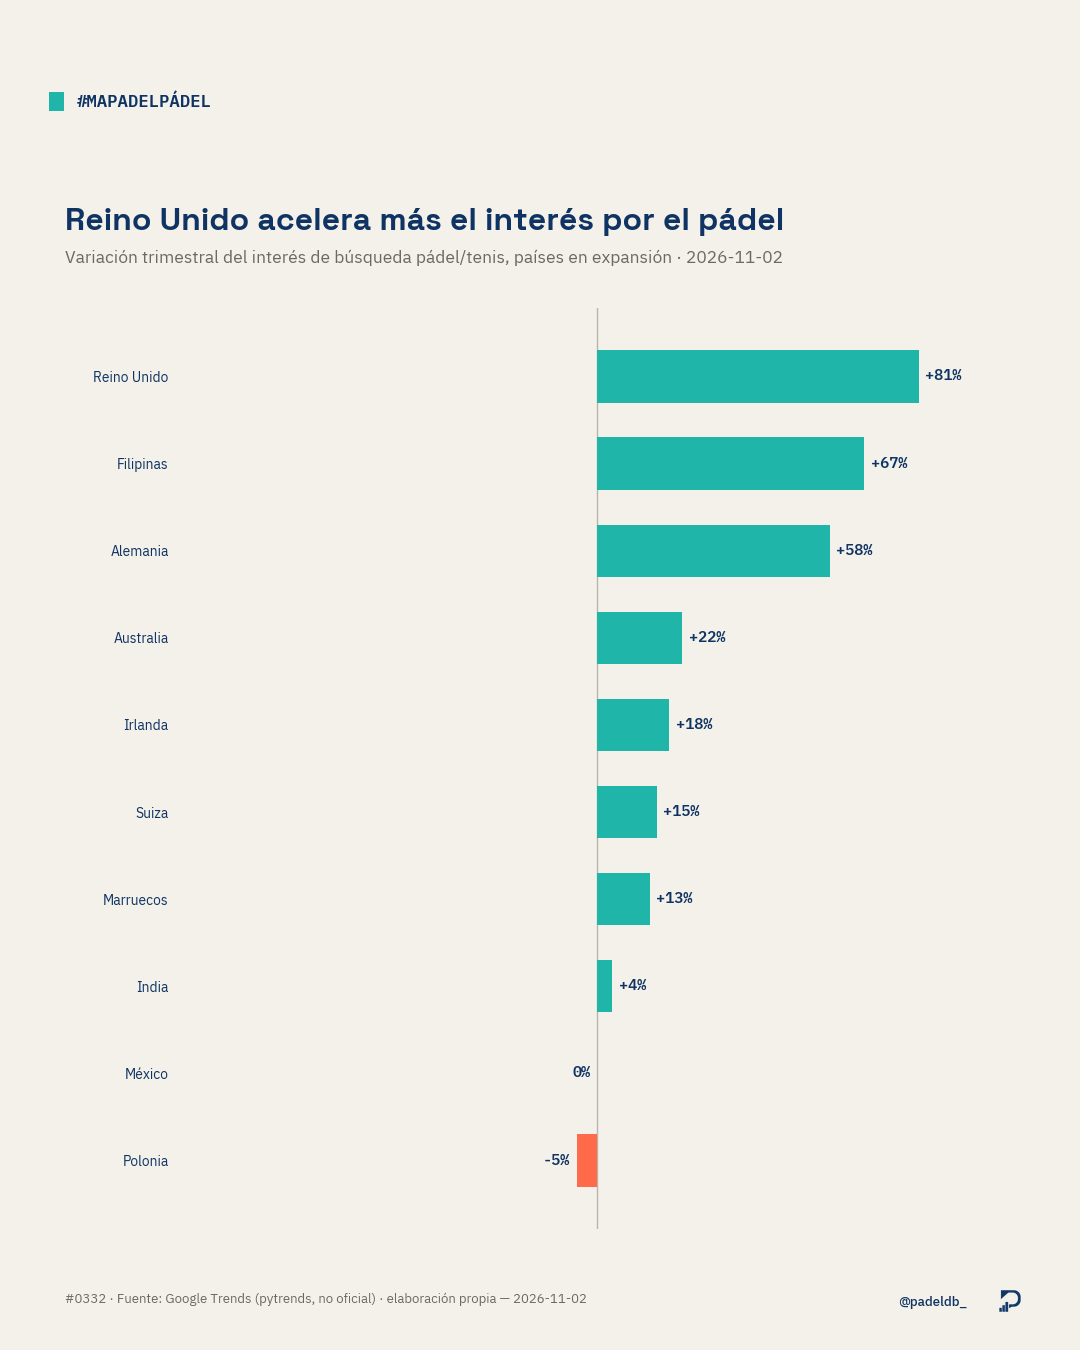 #MAPADELPÁDEL
Reino Unido acelera más el interés por el pádel
Variación trimestral del interés de búsqueda pádel/tenis, países en expansión · 2026-11-02
Reino Unido +81%
Filipinas +67%
Alemania +58%
Australia +22%
Irlanda +18%
Suiza +15%
Marruecos +13%
India +4%
México 0%
Polonia -5%
#0332 · Fuente: Google Trends (pytrends, no oficial) · elaboración propia — 2026-11-02
@padeldb_